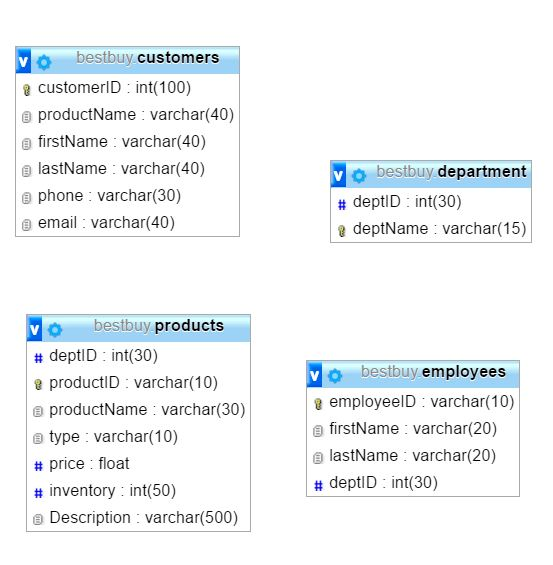 v bestbuy.customers
customerID : int(100)
productName : varchar(40)
firstName : varchar(40)
lastName : varchar(40)
phone : varchar(30)
email : varchar(40)
v bestbuy.department
# deptID : int(30)
deptName : varchar(15)
v bestbuy.products
# deptID : int(30)
productID : varchar(10)
productName : varchar(30)
type : varchar(10)
# price : float
# inventory : int(50)
Description : varchar(500)
v bestbuy.employees
employeeID : varchar(10)
firstName : varchar(20)
lastName : varchar(20)
# deptID : int(30)